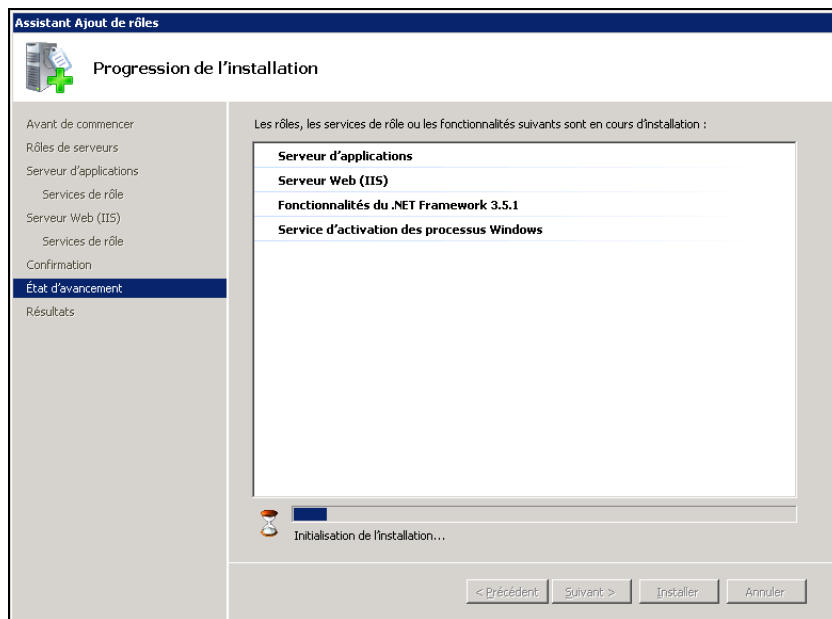 Assistant Ajout de rôles
Progression de l'installation
Avant de commencer
Rôles de serveurs
Serveur d'applications
Services de rôle
Serveur Web (IIS)
Services de rôle
Confirmation
État d'avancement
Résultats
Les rôles, les services de rôle ou les fonctionnalités suivants sont en cours d'installation :
Serveur d'applications
Serveur Web (IIS)
Fonctionnalités du .NET Framework 3.5.1
Service d'activation des processus Windows
Initialisation de l'installation...
< Précédent
Suivant >
Installer
Annuler